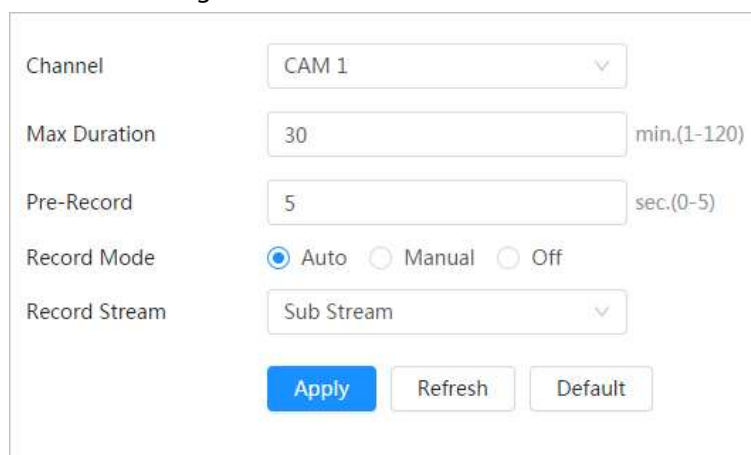 Channel CAM 1
Max Duration 30 min.(1-120)
Pre-Record 5 sec.(0-5)
Record Mode Auto Manual Off
Record Stream Sub Stream
Apply Refresh Default